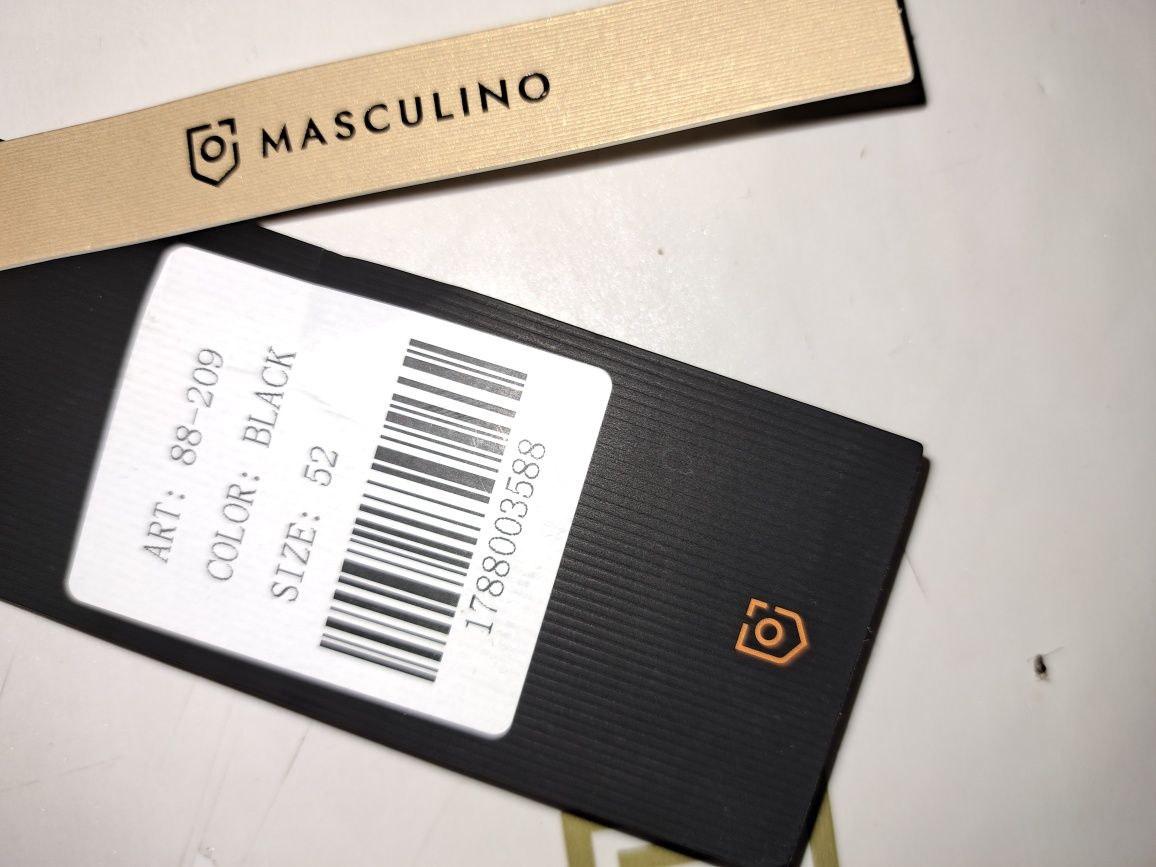 MASCULINO
ART: 88-209
COLOR: BLACK
SIZE: 52
1788003588